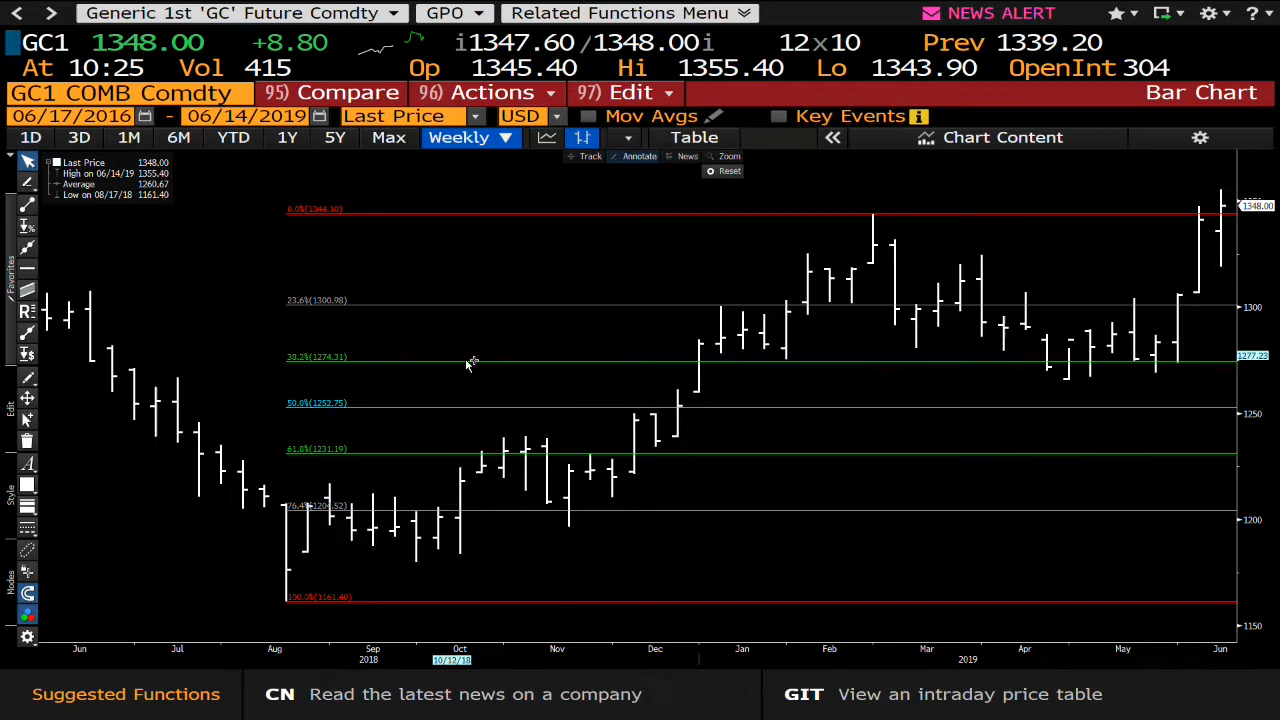 Generic 1st 'GC' Future Comdty GPO Related Functions Menu NEWS ALERT ?
GC1 1348.00 +8.80 i1347.60 /1348.00i 12x10 Prev 1339.20
At 10:25 Vol 415 Op 1345.40 Hi 1355.40 Lo 1343.90 OpenInt 304
GC1 COMB Comdty 95) Compare 96) Actions 97) Edit Bar Chart
06/17/2016 - 06/14/2019 Last Price USD Mov Avgs Key Events i
1D 3D 1M 6M YTD 1Y 5Y Max Weekly Table Chart Content
Track Annotate News Zoom
Reset
Last Price 1348.00
High on 06/14/19 1355.40
Average 1260.67
Low on 08/17/18 1161.40
Favorites
Edit
Style
Modes
0.0%(1344.10)
1348.00
23.6%(1300.98)
1300
38.2%(1274.31)
1277.23
50.0%(1252.75)
1250
61.8%(1231.19)
76.4%(1204.52)
1200
100.0%(1161.40)
1150
Jun Jul Aug Sep Oct Nov Dec Jan Feb Mar Apr May Jun
2018 10/12/18 2019
Suggested Functions CN Read the latest news on a company GIT View an intraday price table